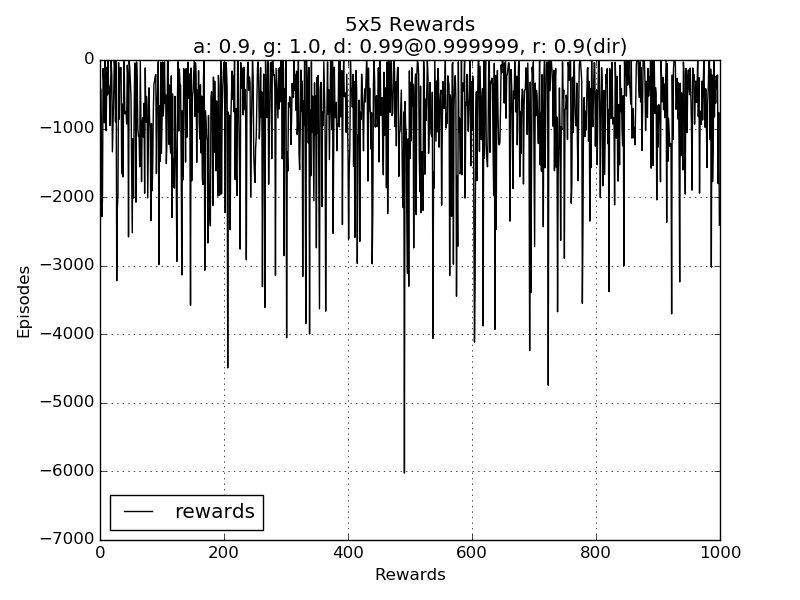 5x5 Rewards
a: 0.9, g: 1.0, d: 0.99@0.999999, r: 0.9(dir)
0
−1000
−2000
−3000
−4000
−5000
−6000
−7000
Episodes
rewards
0 200 400 600 800 1000
Rewards